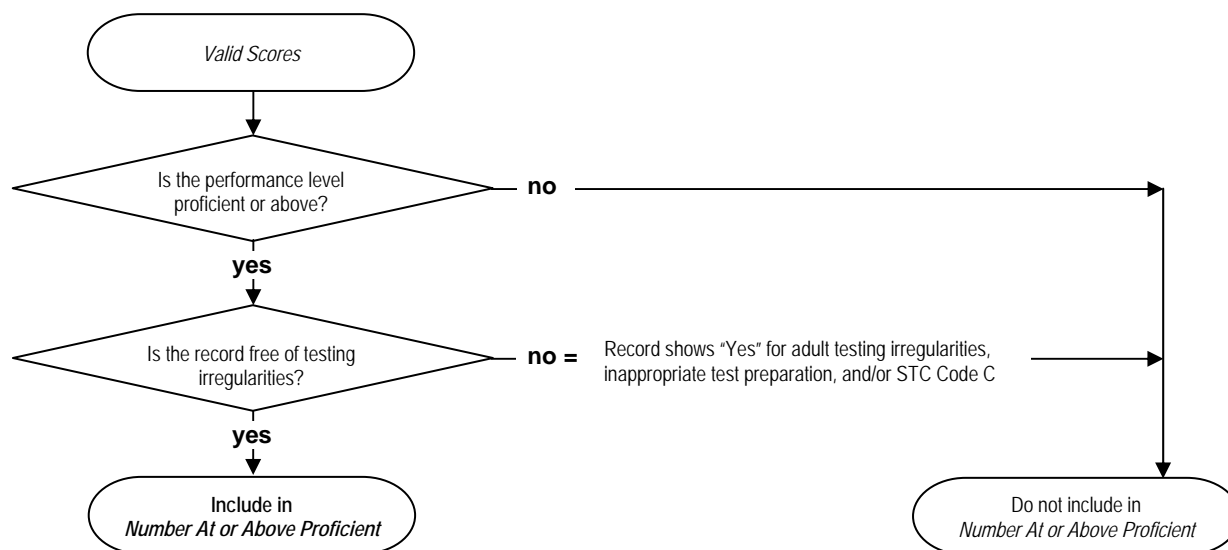 Valid Scores
Is the performance level
proficient or above?
no
yes
Is the record free of testing
irregularities?
no =
Record shows "Yes" for adult testing irregularities,
inappropriate test preparation, and/or STC Code C
yes
Include in
Number At or Above Proficient
Do not include in
Number At or Above Proficient